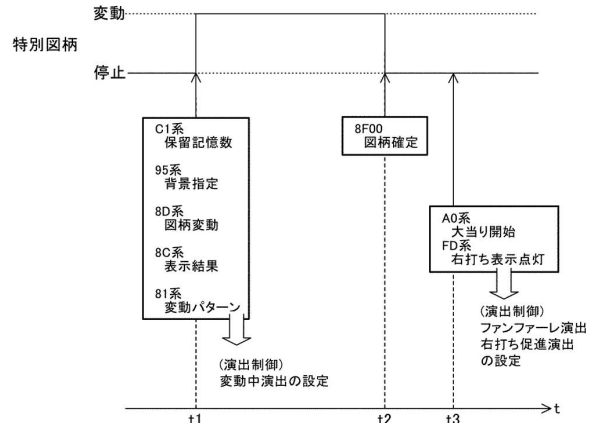 変動
特別図柄
停止
C1系
保留記憶数
95系
背景指定
8D系
図柄変動
8C系
表示結果
81系
変動パターン
8F00
図柄確定
A0系
大当り開始
FD系
右打ち表示点灯
(演出制御)
変動中演出の設定
(演出制御)
ファンファーレ演出
右打ち促進演出
の設定
t1
t2
t3
t